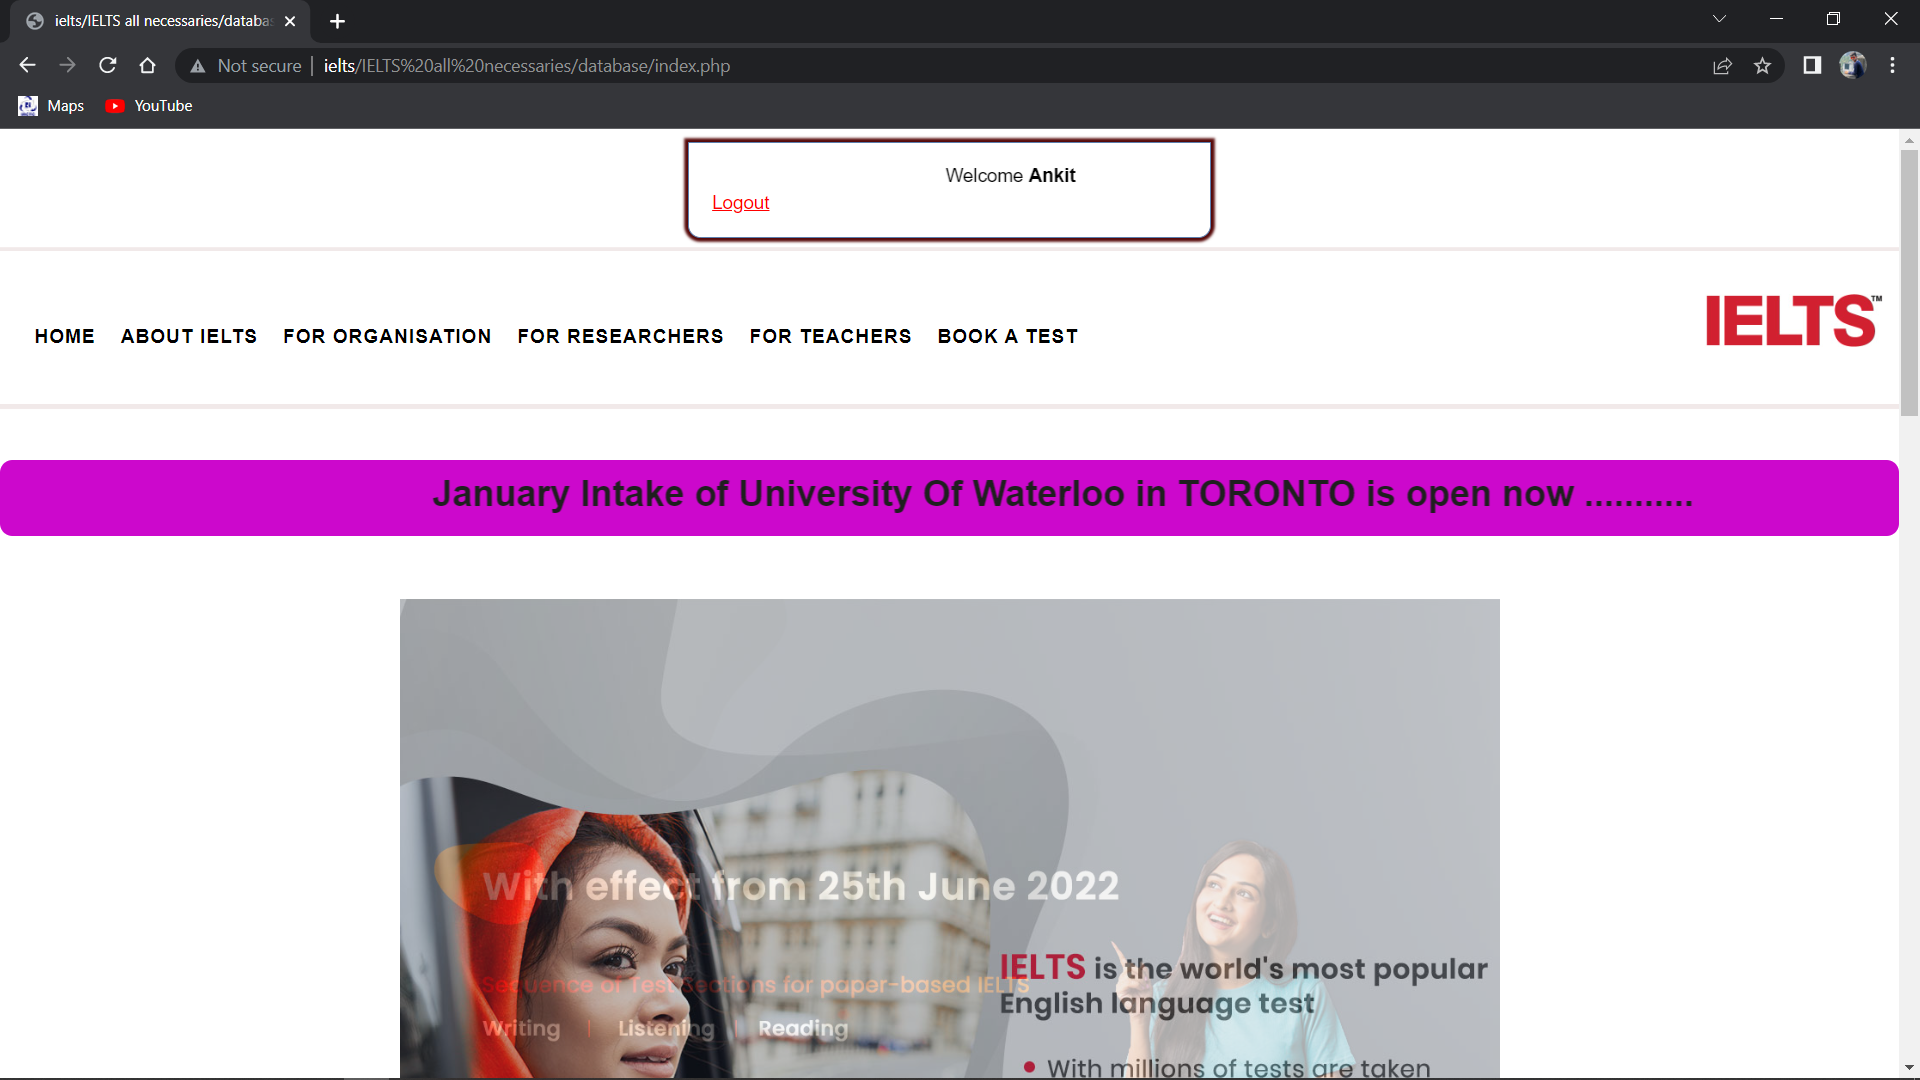 ielts/IELTS all necessaries/databa
Not secure
ielts/IELTS%20all%20necessaries/database/index.php
Maps
YouTube
Welcome Ankit
Logout
HOME ABOUT IELTS FOR ORGANISATION FOR RESEARCHERS FOR TEACHERS BOOK A TEST
IELTS™
January Intake of University Of Waterloo in TORONTO is open now ...........
With effect from 25th June 2022
Sequence of Test Sections for paper-based IELTS
Writing | Listening | Reading
IELTS is the world's most popular
English language test
With millions of tests are taken